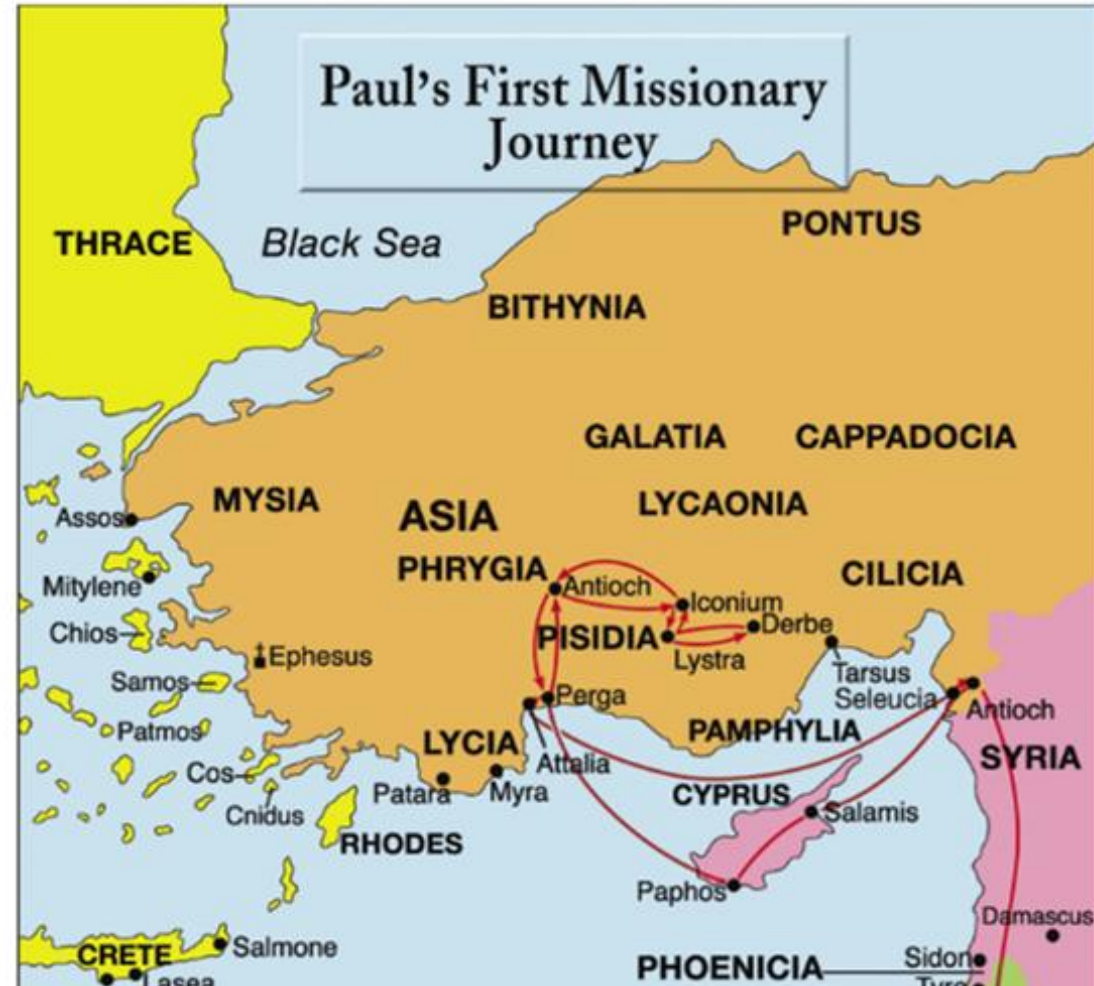 Paul's First Missionary
Journey
THRACE
Black Sea
PONTUS
BITHYNIA
GALATIA
CAPPADOCIA
MYSIA
ASIA
LYCAONIA
Assos
PHRYGIA
Antioch
CILICIA
Mitylene
Iconium
Chios
PISIDIA
Derbe
Lystra
Ephesus
Tarsus
Samos
Perga
Seleucia
Antioch
Patmos
LYCIA
PAMPHYLIA
Attalia
SYRIA
Cos
Patara
Myra
CYPRUS
Cnidus
Salamis
RHODES
Paphos
Damascus
CRETE
Salmone
PHOENICIA
Sidon
Lasea
Tyre